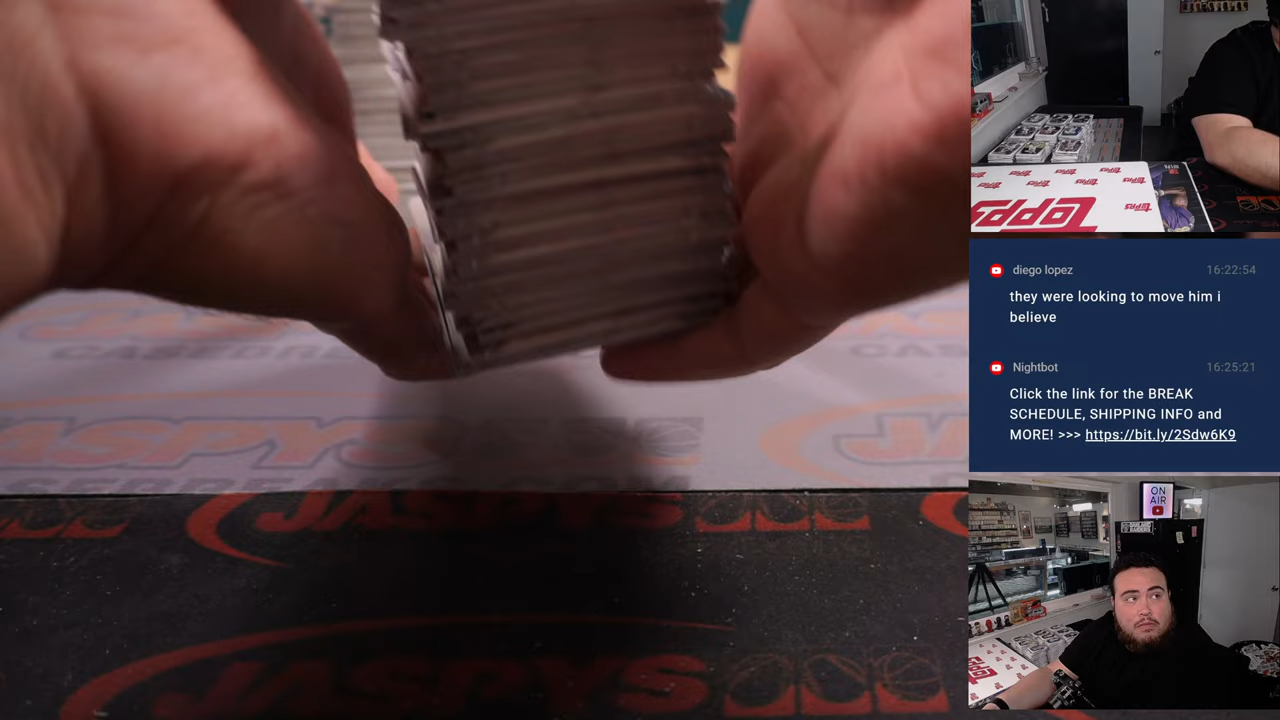 diego lopez 16:22:54
they were looking to move him i
believe
Nightbot 16:25:21
Click the link for the BREAK
SCHEDULE, SHIPPING INFO and
MORE! >>> https://bit.ly/2Sdw6K9
JASPYS
JASPYS
JASPYS
topps
ON
AIR